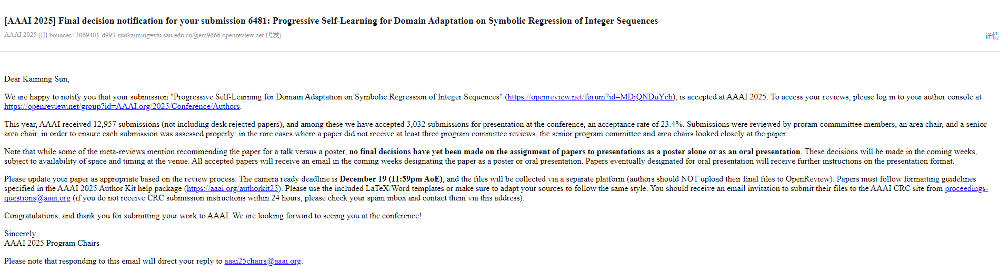 [AAAI 2025] Final decision notification for your submission 6481: Progressive Self-Learning for Domain Adaptation on Symbolic Regression of Integer Sequences
AAAI 2025 (由 bounces+3069401-d993-sunkaiming=stu.sau.edu.cn@em9666.openreview.net 代发)
详情
Dear Kaiming Sun,
We are happy to notify you that your submission "Progressive Self-Learning for Domain Adaptation on Symbolic Regression of Integer Sequences" (https://openreview.net/forum?id=MDjQNDuYch), is accepted at AAAI 2025. To access your reviews, please log in to your author console at
https://openreview.net/group?id=AAAI.org/2025/Conference/Authors.
This year, AAAI received 12,957 submissions (not including desk rejected papers), and among these we have accepted 3,032 submissions for presentation at the conference, an acceptance rate of 23.4%. Submissions were reviewed by proram commmittee members, an area chair, and a senior
area chair, in order to ensure each submission was assessed properly; in the rare cases where a paper did not receive at least three program committee reviews, the senior program committee and area chairs looked closely at the paper.
Note that while some of the meta-reviews mention recommending the paper for a talk versus a poster, no final decisions have yet been made on the assignment of papers to presentations as a poster alone or as an oral presentation. These decisions will be made in the coming weeks,
subject to availability of space and timing at the venue. All accepted papers will receive an email in the coming weeks designating the paper as a poster or oral presentation. Papers eventually designated for oral presentation will receive further instructions on the presentation format.
Please update your paper as appropriate based on the review process. The camera ready deadline is December 19 (11:59pm AoE), and the files will be collected via a separate platform (authors should NOT upload their final files to OpenReview). Papers must follow formatting guidelines
specified in the AAAI 2025 Author Kit help package (https://aaai.org/authorkit25). Please use the included LaTeX/Word templates or make sure to adapt your sources to follow the same style. You should receive an email invitation to submit their files to the AAAI CRC site from proceedings-
questions@aaai.org (if you do not receive CRC submission instructions within 24 hours, please check your spam inbox and contact them via this address).
Congratulations, and thank you for submitting your work to AAAI. We are looking forward to seeing you at the conference!
Sincerely,
AAAI 2025 Program Chairs
Please note that responding to this email will direct your reply to aaai25chairs@aaai.org.